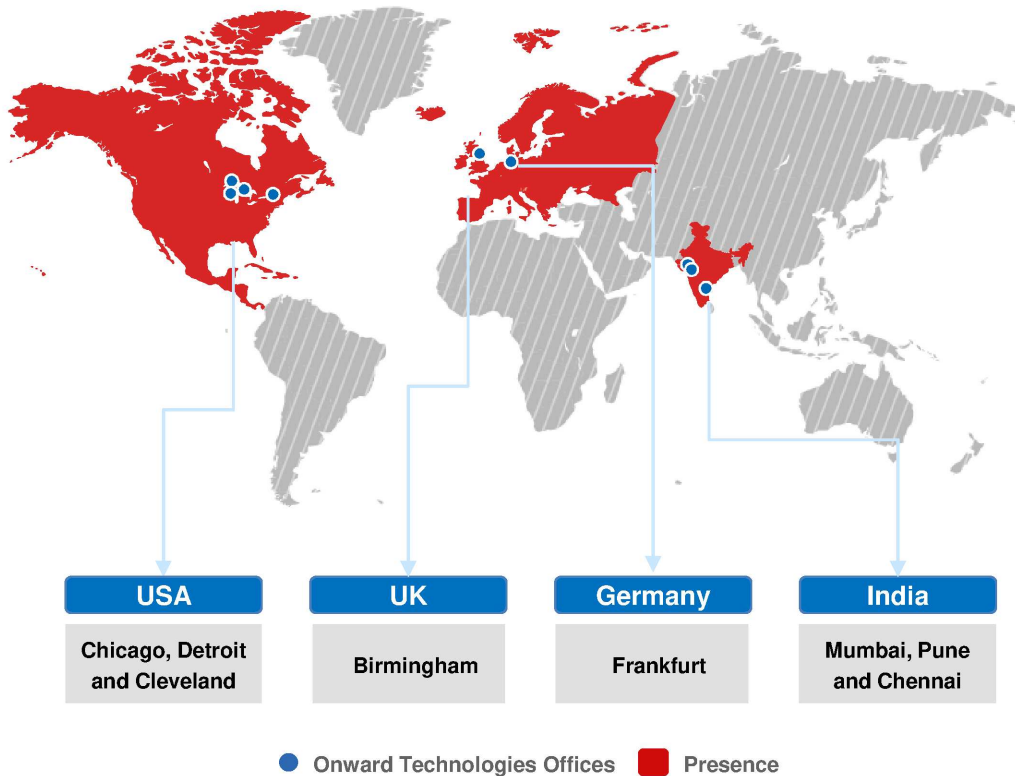 USA
UK
Germany
India
Chicago, Detroit
and Cleveland
Birmingham
Frankfurt
Mumbai, Pune
and Chennai
Onward Technologies Offices
Presence